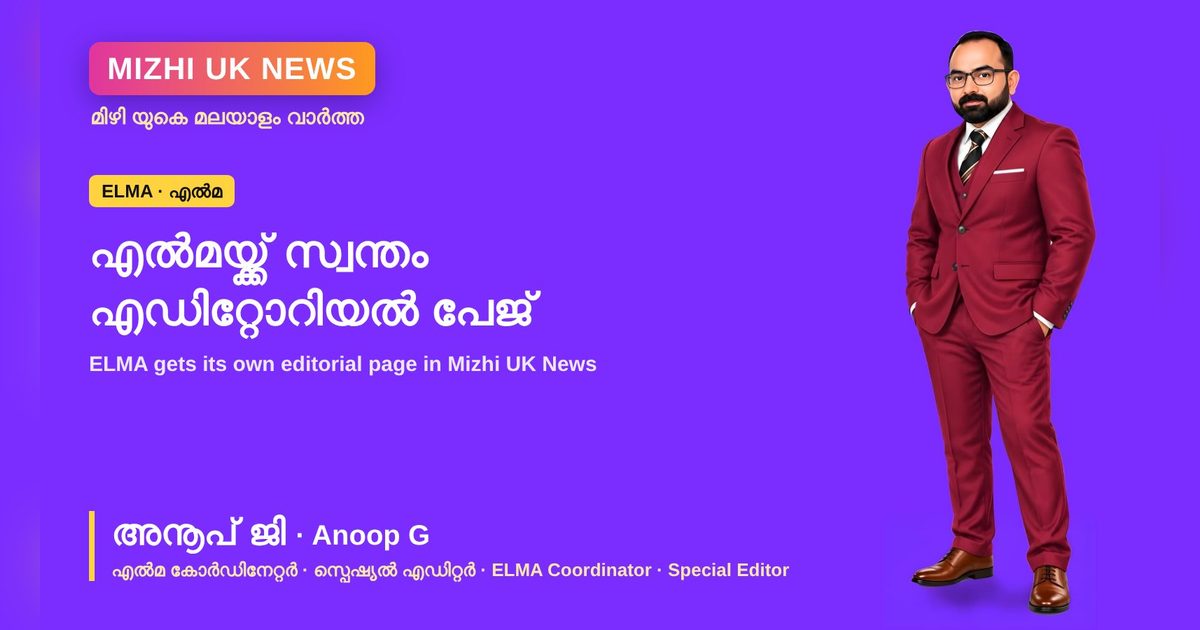 MIZHI UK NEWS
മിഴി യുകെ മലയാളം വാർത്ത
ELMA · എൽമ
എൽമയ്ക്ക് സ്വന്തം
എഡിറ്റോറിയൽ പേജ്
ELMA gets its own editorial page in Mizhi UK News
അനൂപ് ജി · Anoop G
എൽമ കോർഡിനേറ്റർ · സ്പെഷ്യൽ എഡിറ്റർ · ELMA Coordinator · Special Editor